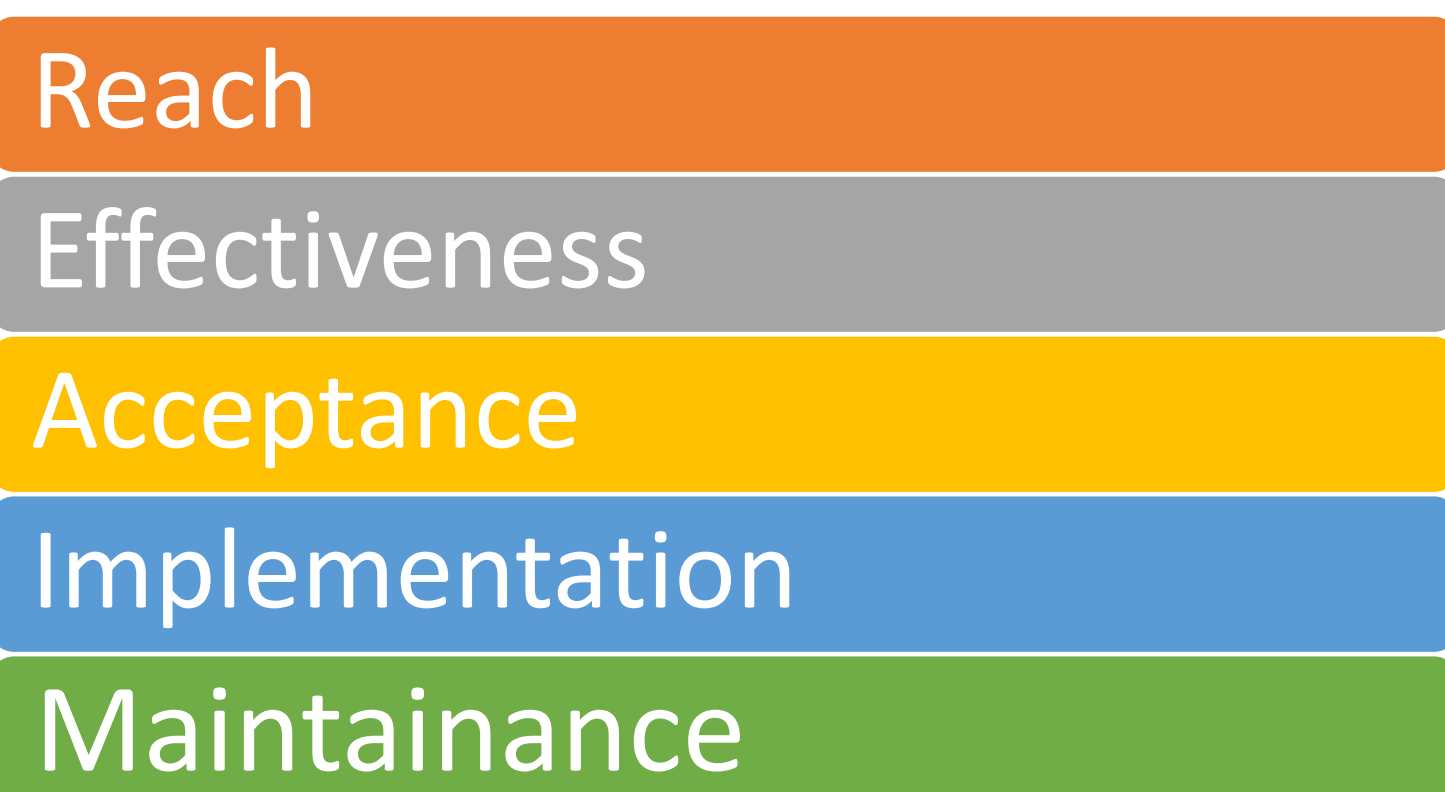 Reach
Effectiveness
Acceptance
Implementation
Maintainance